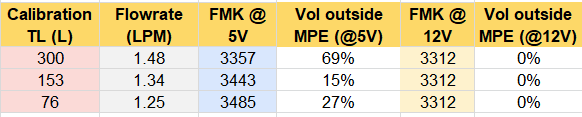 Calibration TL (L) Flowrate (LPM) FMK @ 5V Vol outside MPE (@5V) FMK @ 12V Vol outside MPE (@12V)
300 1.48 3357 69% 3312 0%
153 1.34 3443 15% 3312 0%
76 1.25 3485 27% 3312 0%